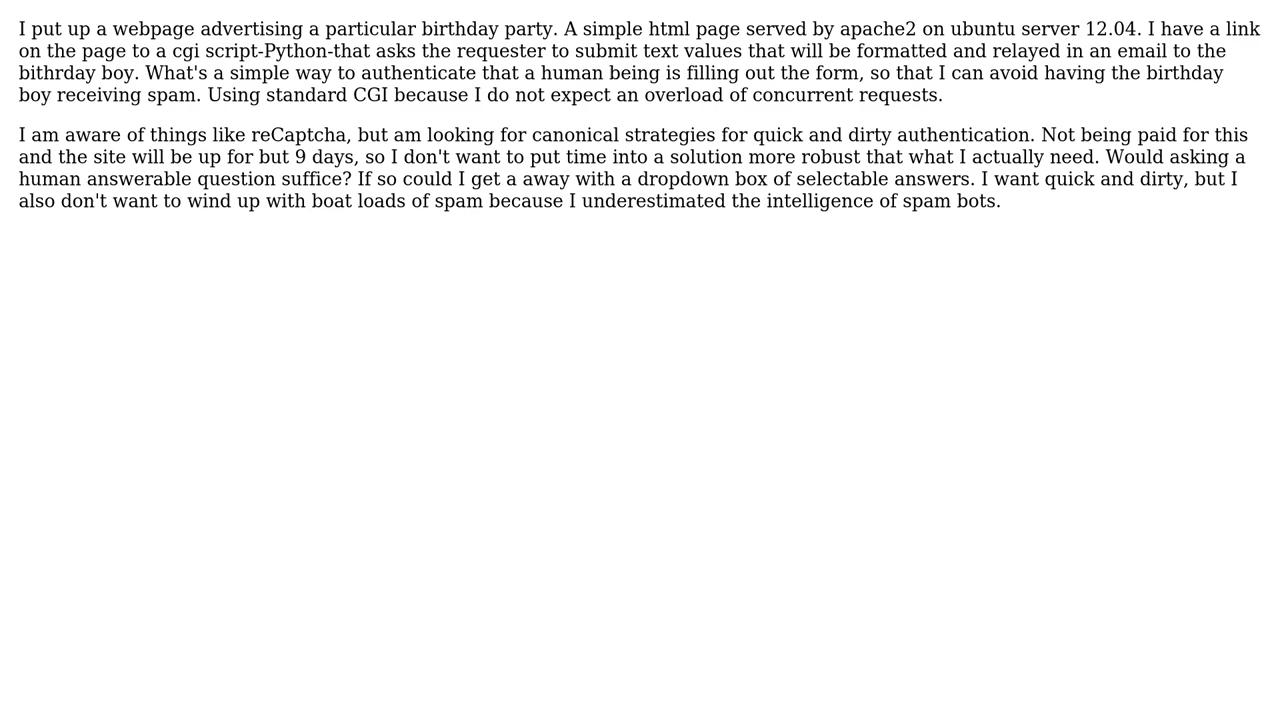 I put up a webpage advertising a particular birthday party. A simple html page served by apache2 on ubuntu server 12.04. I have a link
on the page to a cgi script-Python-that asks the requester to submit text values that will be formatted and relayed in an email to the
bithrday boy. What's a simple way to authenticate that a human being is filling out the form, so that I can avoid having the birthday
boy receiving spam. Using standard CGI because I do not expect an overload of concurrent requests.
I am aware of things like reCaptcha, but am looking for canonical strategies for quick and dirty authentication. Not being paid for this
and the site will be up for but 9 days, so I don't want to put time into a solution more robust that what I actually need. Would asking a
human answerable question suffice? If so could I get a away with a dropdown box of selectable answers. I want quick and dirty, but I
also don't want to wind up with boat loads of spam because I underestimated the intelligence of spam bots.